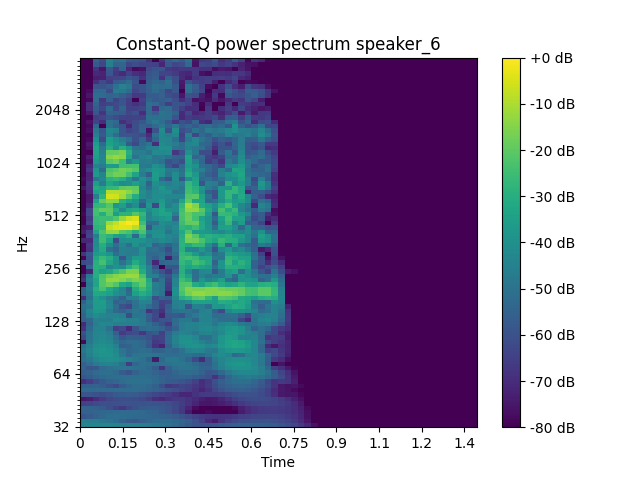 Constant-Q power spectrum speaker_6
Hz
2048
1024
512
256
128
64
32
0 0.15 0.3 0.45 0.6 0.75 0.9 1.1 1.2 1.4
Time
+0 dB
-10 dB
-20 dB
-30 dB
-40 dB
-50 dB
-60 dB
-70 dB
-80 dB